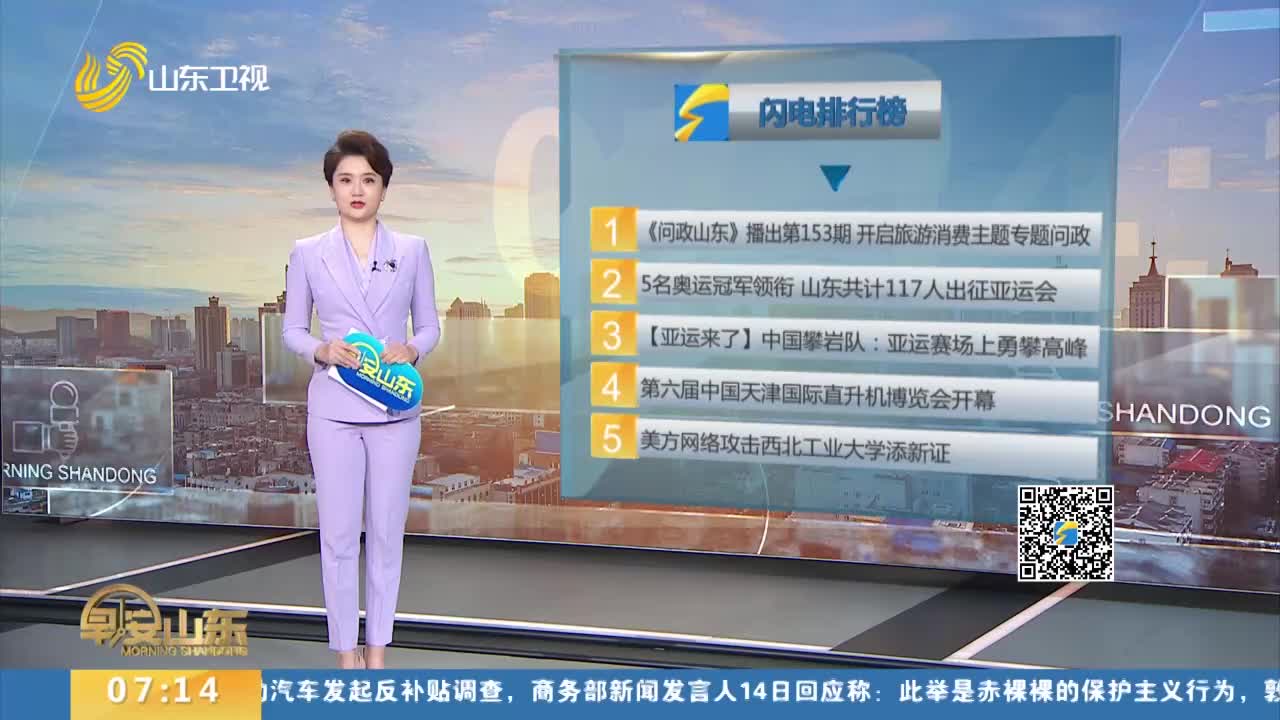 山东卫视
闪电排行榜
1 《问政山东》播出第153期 开启旅游消费主题专题问政
2 5名奥运冠军领衔 山东共计117人出征亚运会
3 【亚运来了】中国攀岩队：亚运赛场上勇攀高峰
4 第六届中国天津国际直升机博览会开幕
5 美方网络攻击西北工业大学添新证
早安山东
MORNING SHANDONG
SHANDONG
RNING SHANDONG
早安山东
MORNING SHANDONG
07:14
汽车发起反补贴调查，商务部新闻发言人14日回应称：此举是赤裸裸的保护主义行为，敦